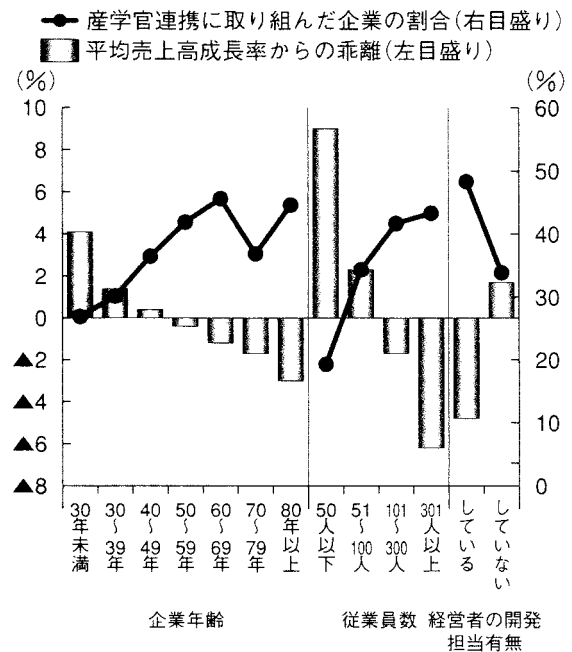 産学官連携に取り組んだ企業の割合(右目盛り)
平均売上高成長率からの乖離(左目盛り)
(%) (%)
10 60
8
50
6
4 40
2
30
0
▲2 20
▲4
10
▲6
▲8 0
30年未満
30〜39年
40〜49年
50〜59年
60〜69年
70〜79年
80年以上
50人以下
51〜100人
101〜300人
301人以上
している
していない
企業年齢 従業員数 経営者の開発
担当有無